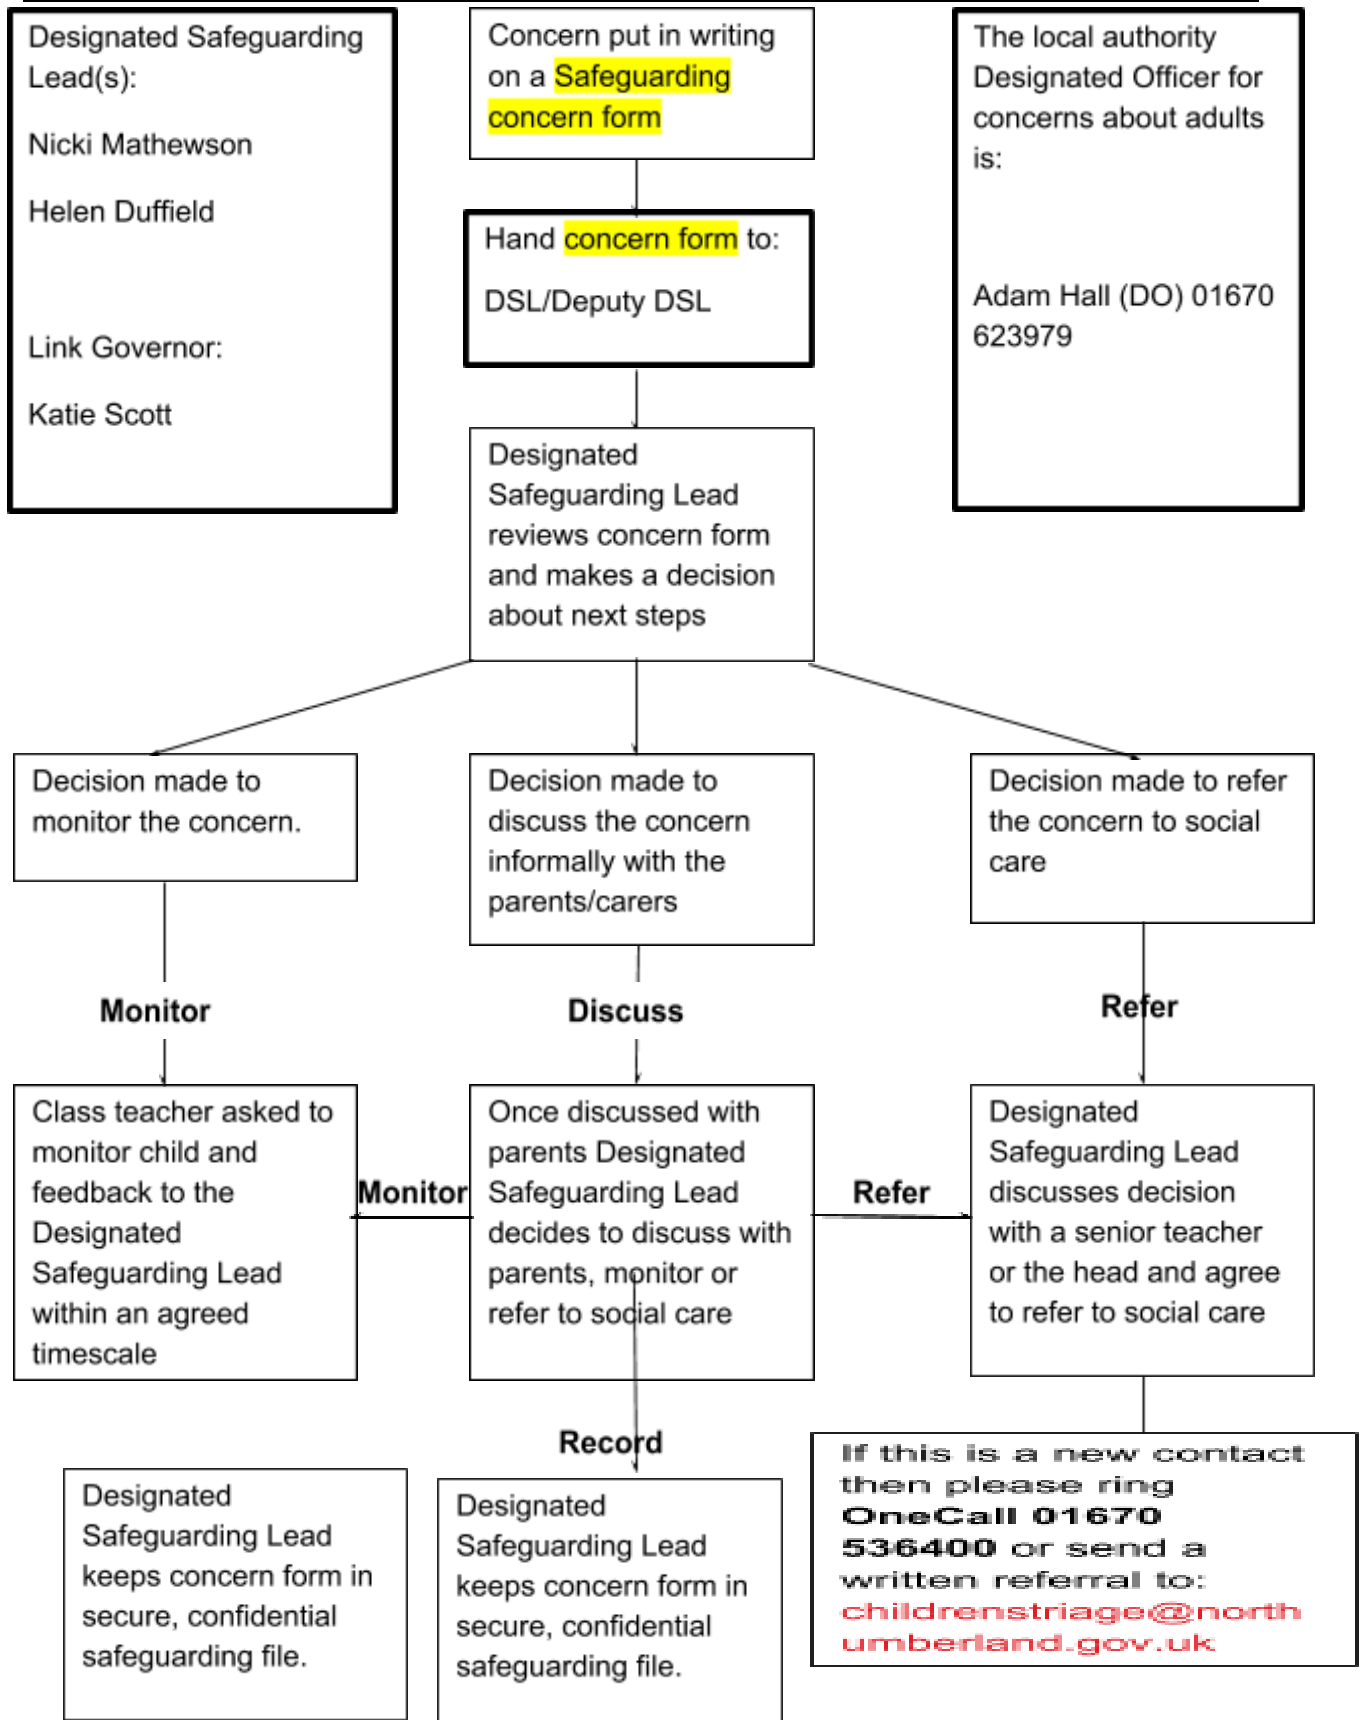 Designated Safeguarding
Lead(s):
Nicki Mathewson
Helen Duffield
Link Governor:
Katie Scott
Concern put in writing
on a Safeguarding
concern form
The local authority
Designated Officer for
concerns about adults
is:
Adam Hall (DO) 01670
623979
Hand concern form to:
DSL/Deputy DSL
Designated
Safeguarding Lead
reviews concern form
and makes a decision
about next steps
Decision made to
monitor the concern.
Decision made to
discuss the concern
informally with the
parents/carers
Decision made to refer
the concern to social
care
Monitor
Discuss
Refer
Class teacher asked to
monitor child and
feedback to the
Designated
Safeguarding Lead
within an agreed
timescale
Monitor
Once discussed with
parents Designated
Safeguarding Lead
decides to discuss with
parents, monitor or
refer to social care
Refer
Designated
Safeguarding Lead
discusses decision
with a senior teacher
or the head and agree
to refer to social care
Record
Designated
Safeguarding Lead
keeps concern form in
secure, confidential
safeguarding file.
Designated
Safeguarding Lead
keeps concern form in
secure, confidential
safeguarding file.
If this is a new contact
then please ring
OneCall 01670
536400 or send a
written referral to:
childrenstriage@north
umberland.gov.uk